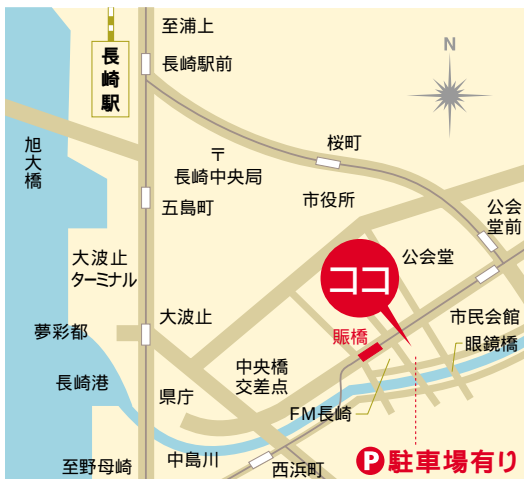 至浦上
長崎駅
長崎駅前
N
旭大橋
桜町
〒
長崎中央局
五島町
市役所
公会
堂前
大波止
ターミナル
公会堂
ココ
夢彩都
大波止
賑橋
市民会館
眼鏡橋
中央橋
交差点
長崎港
県庁
FM長崎
至野母崎
中島川
西浜町
P駐車場有り